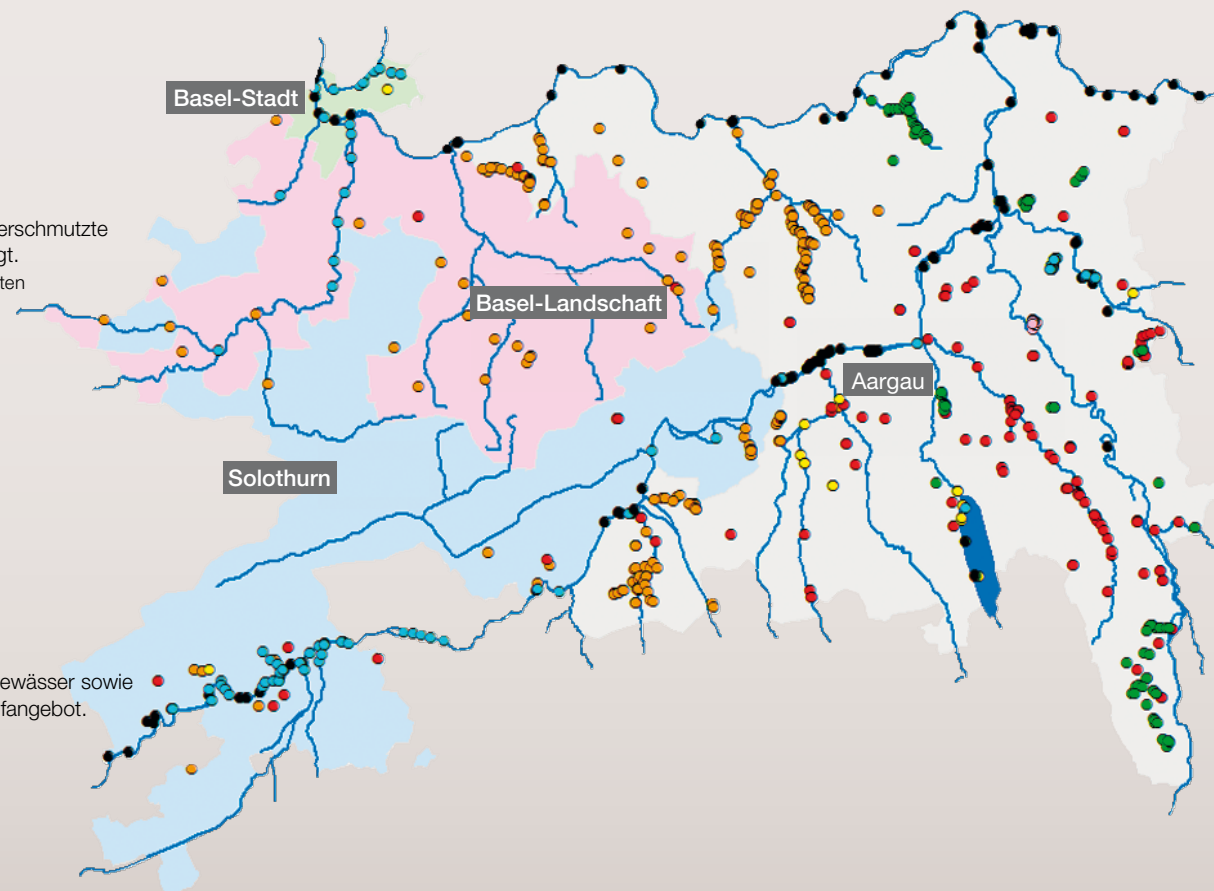 Basel-Stadt
erschmutzte
gt.
ten
Basel-Landschaft
Aargau
Solothurn
ewässer sowie
fangebot.